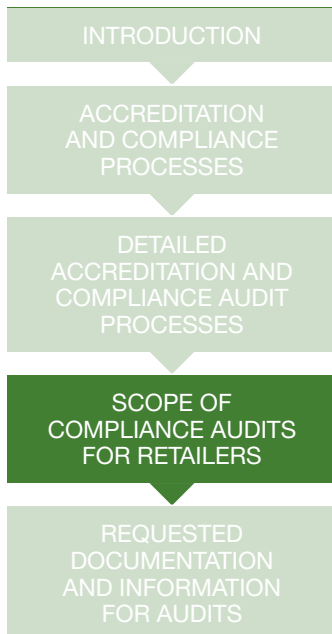 INTRODUCTION
ACCREDITATION
AND COMPLIANCE
PROCESSES
DETAILED
ACCREDITATION AND
COMPLIANCE AUDIT
PROCESSES
SCOPE OF
COMPLIANCE AUDITS
FOR RETAILERS
REQUESTED
DOCUMENTATION
AND INFORMATION
FOR AUDITS